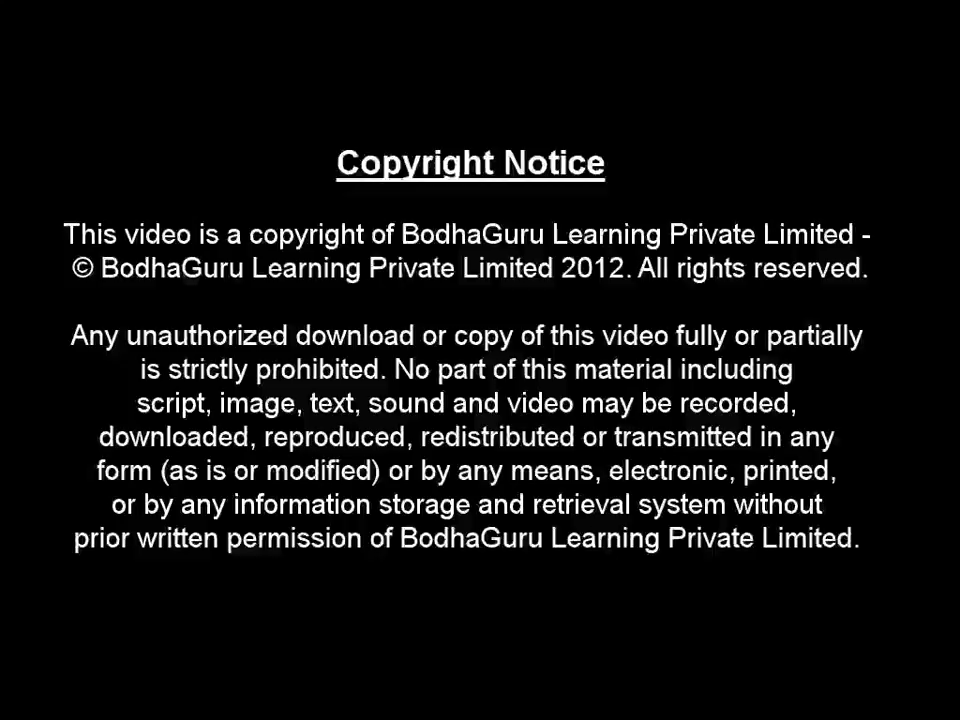 Copyright Notice
This video is a copyright of BodhaGuru Learning Private Limited -
© BodhaGuru Learning Private Limited 2012. All rights reserved.
Any unauthorized download or copy of this video fully or partially
is strictly prohibited. No part of this material including
script, image, text, sound and video may be recorded,
downloaded, reproduced, redistributed or transmitted in any
form (as is or modified) or by any means, electronic, printed,
or by any information storage and retrieval system without
prior written permission of BodhaGuru Learning Private Limited.